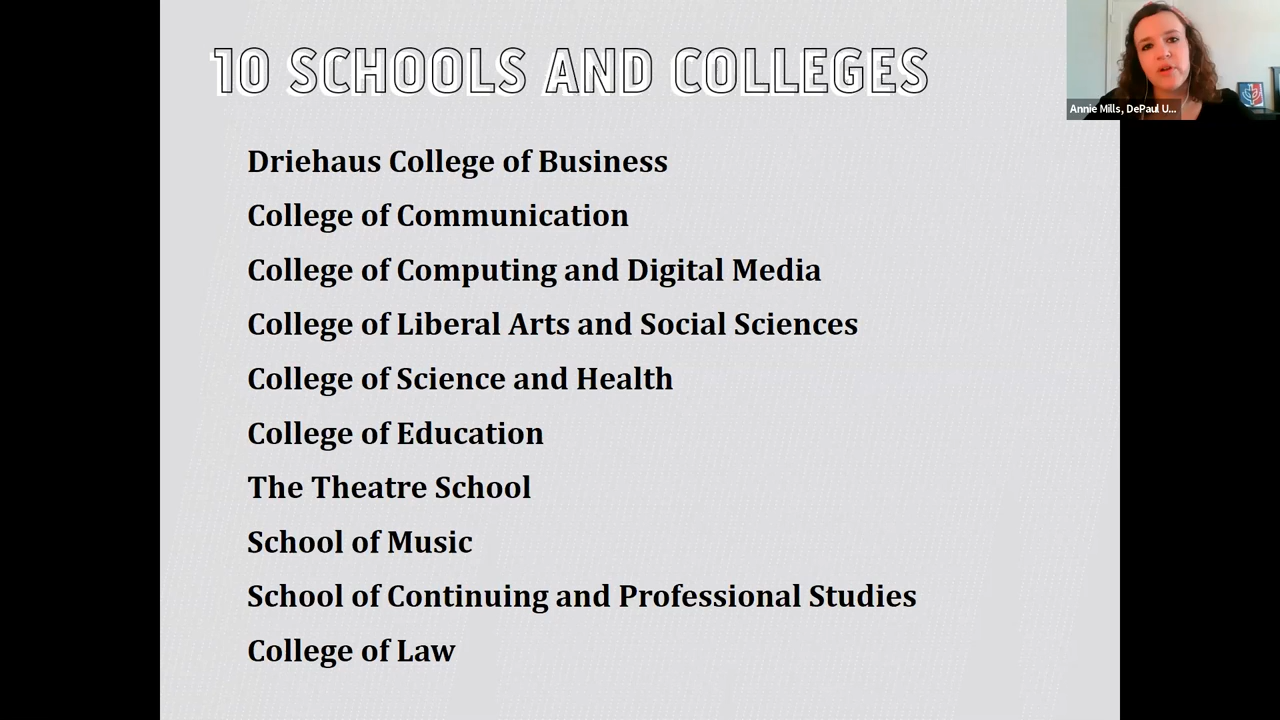 10 SCHOOLS AND COLLEGES
Annie Mills, DePaul U...
Driehaus College of Business
College of Communication
College of Computing and Digital Media
College of Liberal Arts and Social Sciences
College of Science and Health
College of Education
The Theatre School
School of Music
School of Continuing and Professional Studies
College of Law